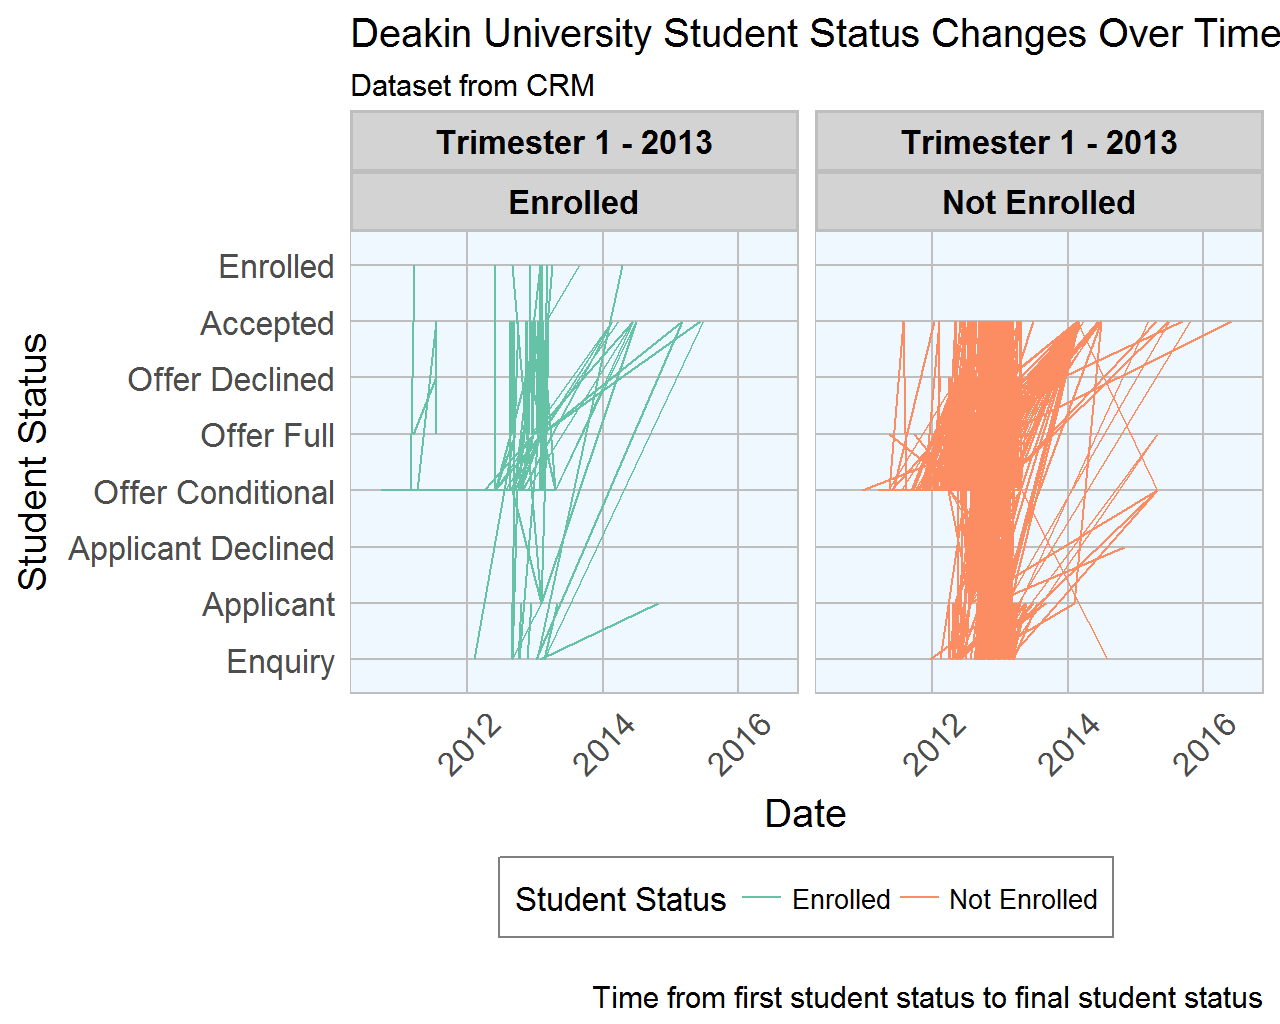 Deakin University Student Status Changes Over Time
Dataset from CRM
Trimester 1 - 2013
Trimester 1 - 2013
Enrolled
Not Enrolled
Student Status
Enrolled
Accepted
Offer Declined
Offer Full
Offer Conditional
Applicant Declined
Applicant
Enquiry
2012
2014
2016
2012
2014
2016
Date
Student Status Enrolled Not Enrolled
Time from first student status to final student status